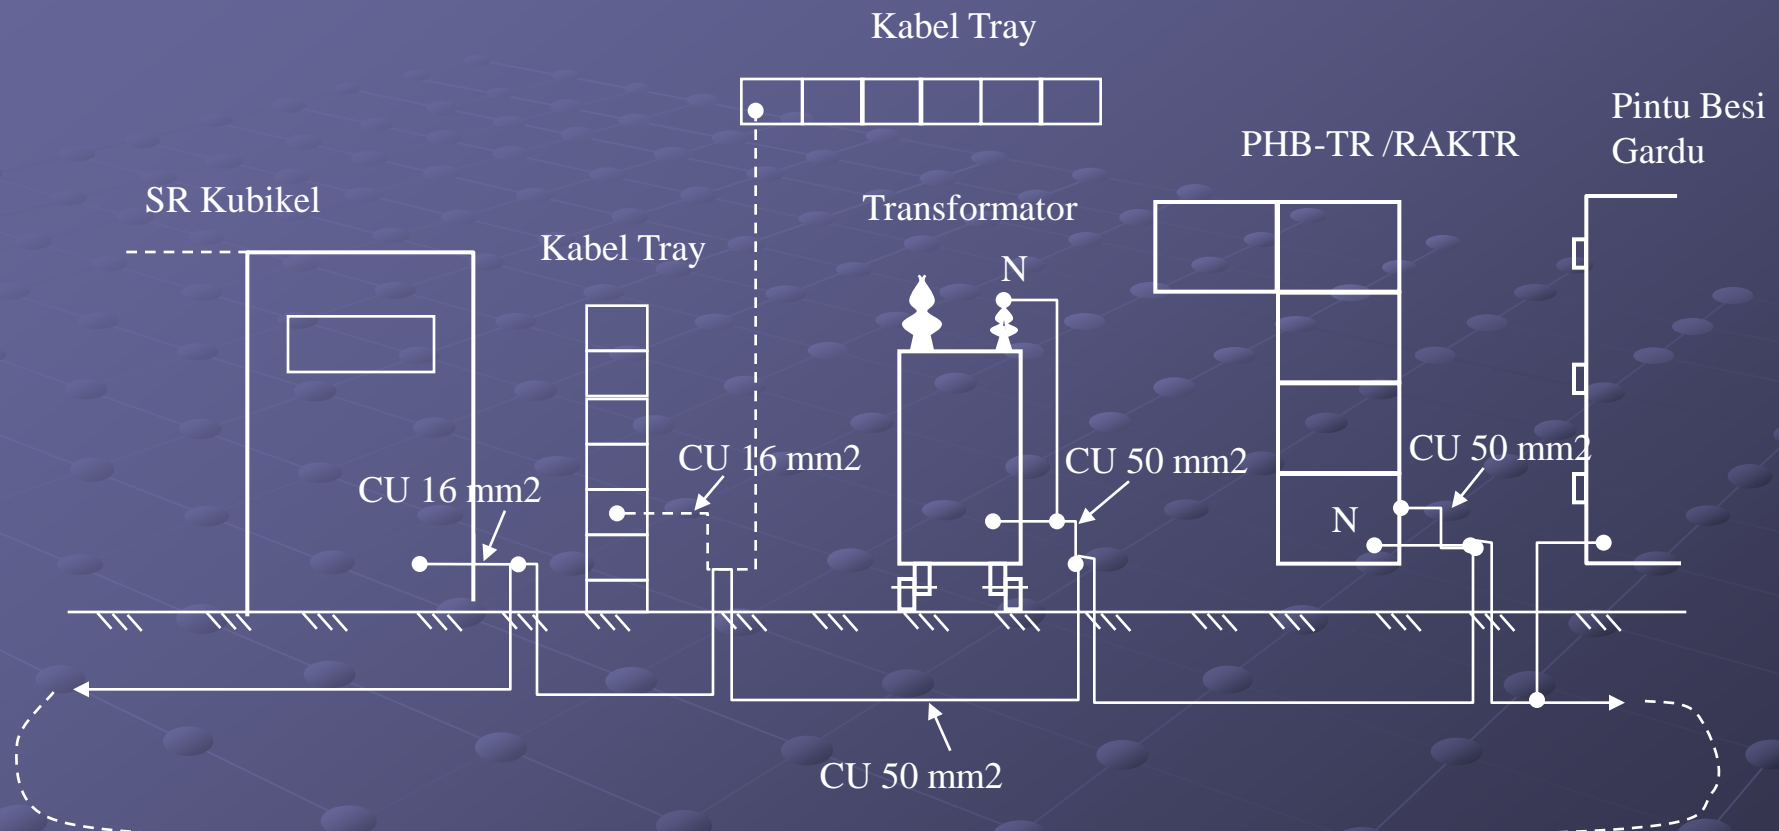 Kabel Tray
Pintu Besi
Gardu
PHB-TR /RAKTR
SR Kubikel
Transformator
Kabel Tray
N
CU 16 mm2
CU 16 mm2
CU 50 mm2
CU 50 mm2
N
CU 50 mm2